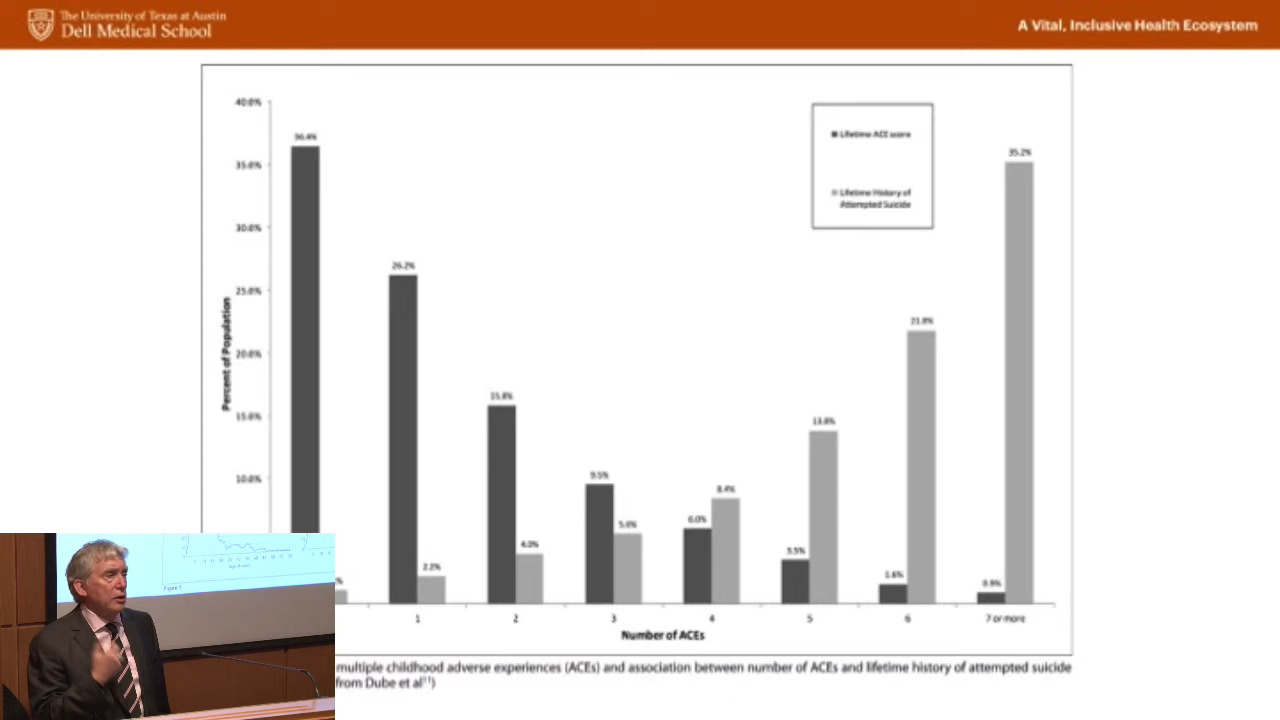 The University of Texas at Austin
Dell Medical School
A Vital, Inclusive Health Ecosystem
40.0%
36.4%
Lifetime ACE score
35.2%
35.0%
Lifetime History of
Attempted Suicide
30.0%
26.2%
25.0%
21.8%
Percent of Population
20.0%
15.8%
15.0%
13.8%
10.0%
9.5%
8.4%
6.0%
5.6%
4.0%
3.5%
2.2%
1.6%
0.9%
%
1 2 3 4 5 6 7 or more
Number of ACEs
Figure 1
multiple childhood adverse experiences (ACEs) and association between number of ACEs and lifetime history of attempted suicide
from Dube et al¹¹)